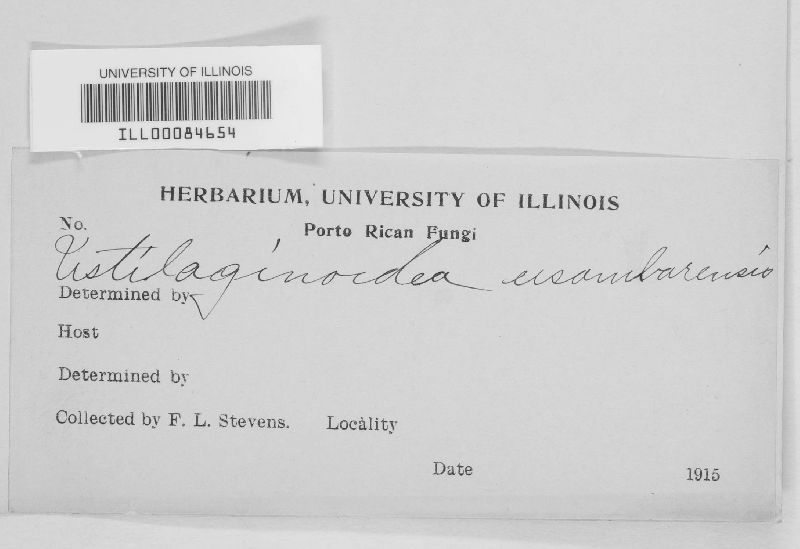 UNIVERSITY OF ILLINOIS
ILL00084654
HERBARIUM, UNIVERSITY OF ILLINOIS
No.
Porto Rican Fungi
Ustilaginoidea usambarensis
Determined by
Host
Determined by
Collected by F. L. Stevens. Locality
Date 1915